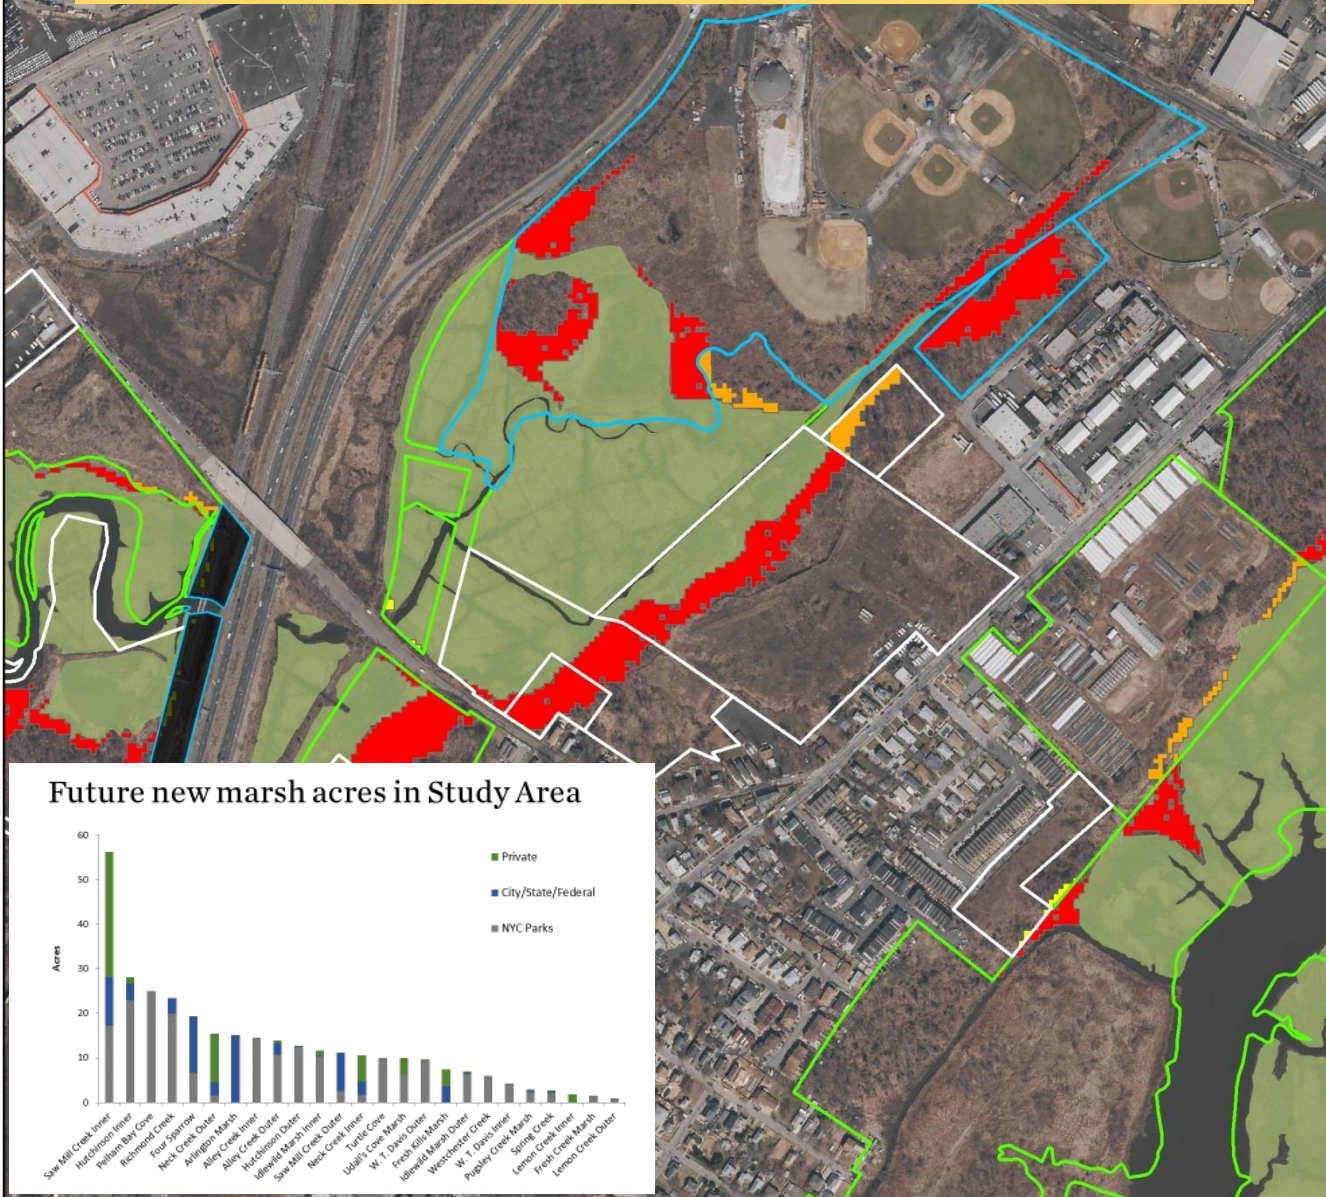 Future new marsh acres in Study Area
60
50
40
30
20
10
0
Acres
Private
City/State/Federal
NYC Parks
Saw Mill Creek Inner
Hutchinson Inner
Pelham Bay Cove
Richmond Creek
Four Sparrow
Neck Creek Outer
Arlington Marsh
Alley Creek Inner
Alley Creek Outer
Hutchinson Outer
Idlewild Marsh Inner
Saw Mill Creek Outer
Neck Creek Inner
Turtle Cove
Udall's Cove Marsh
W. T. Davis Outer
Fresh Kills Marsh
Idlewild Marsh Outer
Westchester Creek
W. T. Davis Inner
Pugsley Creek Marsh
Spring Creek
Lemon Creek Inner
Fresh Creek Marsh
Lemon Creek Outer